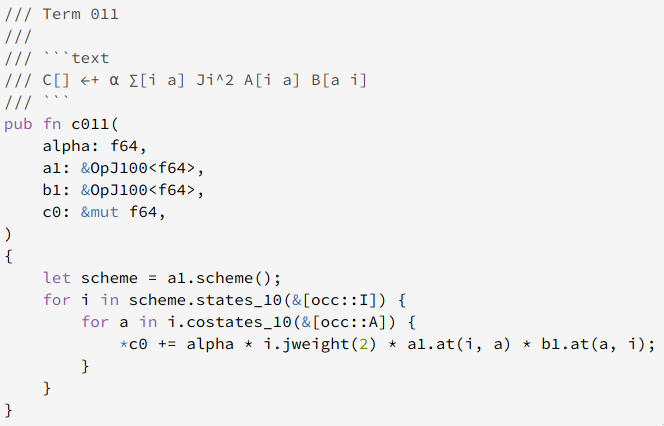 /// Term 011
///
/// ```text
/// C[] ←+ α ∑[i a] Ji^2 A[i a] B[a i]
/// ```
pub fn c011(
    alpha: f64,
    a1: &OpJ100<f64>,
    b1: &OpJ100<f64>,
    c0: &mut f64,
)
{
    let scheme = a1.scheme();
    for i in scheme.states_10(&[occ::I]) {
        for a in i.costates_10(&[occ::A]) {
            *c0 += alpha * i.jweight(2) * a1.at(i, a) * b1.at(a, i);
        }
    }
}